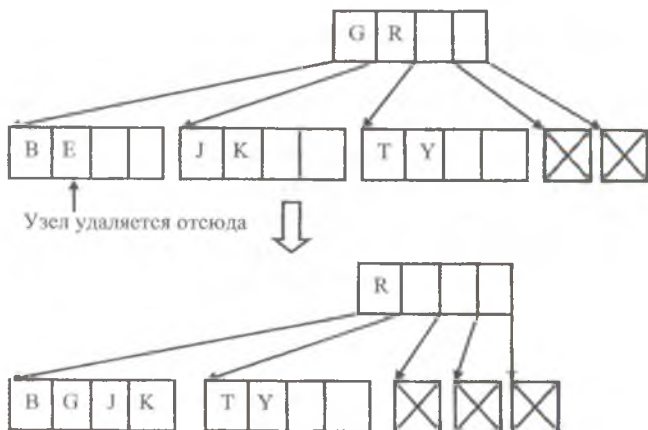 G R
B E J K T Y
Узел удаляется отсюда
R
B G J K T Y